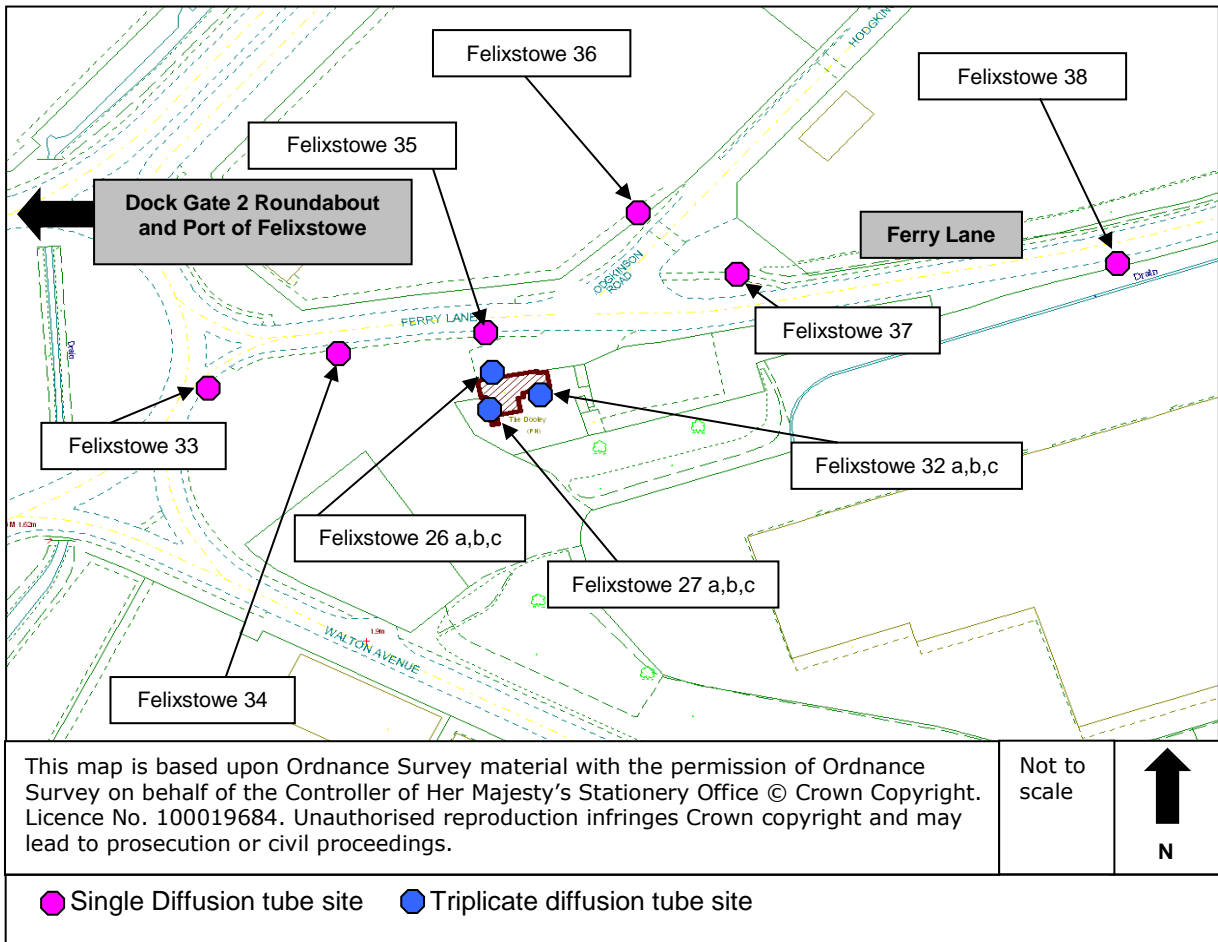 HODGKIN
Felixstowe 36
Felixstowe 38
Felixstowe 35
Dock Gate 2 Roundabout
and Port of Felixstowe
Ferry Lane
ODGKINSON
ROAD
Drain
FERRY LANE
Felixstowe 37
Drain
The Dooley
(PH)
Felixstowe 33
Felixstowe 32 a,b,c
M 1.62m
Felixstowe 26 a,b,c
Felixstowe 27 a,b,c
1.9m
WALTON AVENUE
Felixstowe 34
This map is based upon Ordnance Survey material with the permission of Ordnance
Survey on behalf of the Controller of Her Majesty's Stationery Office © Crown Copyright.
Licence No. 100019684. Unauthorised reproduction infringes Crown copyright and may
lead to prosecution or civil proceedings.
Not to
scale
N
Single Diffusion tube site
Triplicate diffusion tube site